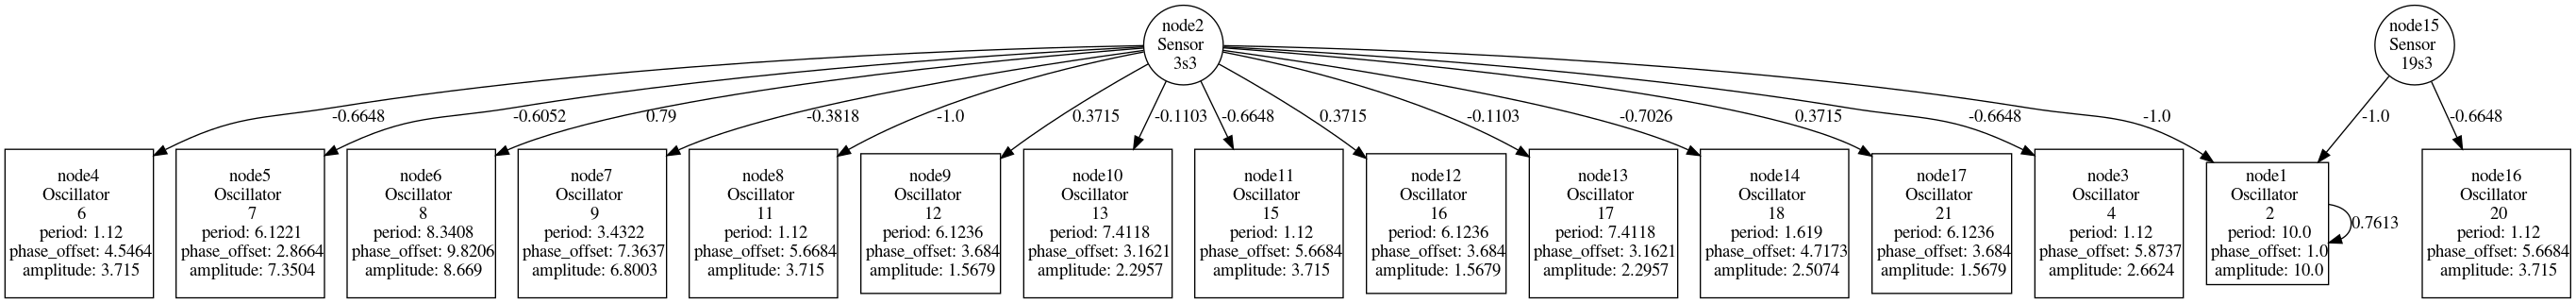 node2
Sensor
3s3
node15
Sensor
19s3
-0.6648
-0.6052
0.79
-0.3818
-1.0
0.3715
-0.1103
-0.6648
0.3715
-0.1103
-0.7026
0.3715
-0.6648
-1.0
-1.0
-0.6648
node4
Oscillator
6
period: 1.12
phase_offset: 4.5464
amplitude: 3.715
node5
Oscillator
7
period: 6.1221
phase_offset: 2.8664
amplitude: 7.3504
node6
Oscillator
8
period: 8.3408
phase_offset: 9.8206
amplitude: 8.669
node7
Oscillator
9
period: 3.4322
phase_offset: 7.3637
amplitude: 6.8003
node8
Oscillator
11
period: 1.12
phase_offset: 5.6684
amplitude: 3.715
node9
Oscillator
12
period: 6.1236
phase_offset: 3.684
amplitude: 1.5679
node10
Oscillator
13
period: 7.4118
phase_offset: 3.1621
amplitude: 2.2957
node11
Oscillator
15
period: 1.12
phase_offset: 5.6684
amplitude: 3.715
node12
Oscillator
16
period: 6.1236
phase_offset: 3.684
amplitude: 1.5679
node13
Oscillator
17
period: 7.4118
phase_offset: 3.1621
amplitude: 2.2957
node14
Oscillator
18
period: 1.619
phase_offset: 4.7173
amplitude: 2.5074
node17
Oscillator
21
period: 6.1236
phase_offset: 3.684
amplitude: 1.5679
node3
Oscillator
4
period: 1.12
phase_offset: 5.8737
amplitude: 2.6624
node1
Oscillator
2
period: 10.0
phase_offset: 1.0
amplitude: 10.0
0.7613
node16
Oscillator
20
period: 1.12
phase_offset: 5.6684
amplitude: 3.715